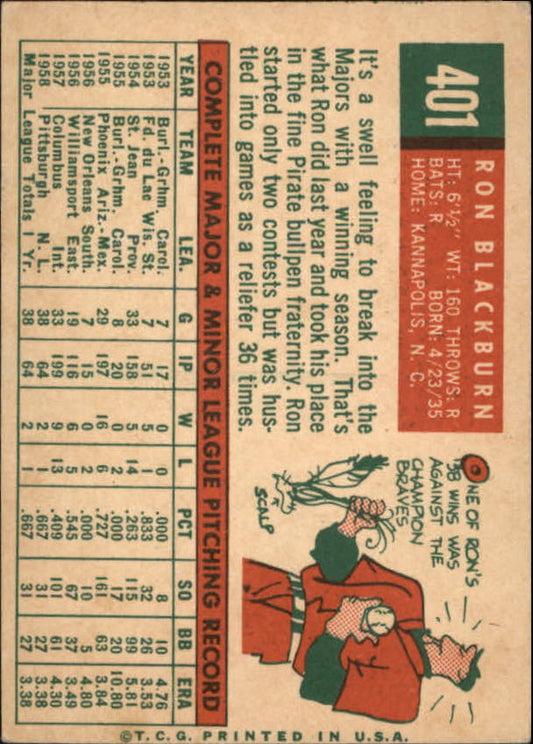 401
RON BLACKBURN
HT: 6'½" WT: 160 THROWS: R
BATS: R BORN: 4/23/35
HOME: KANNAPOLIS, N. C.
It's a swell feeling to break into the
Majors with a winning season. That's
what Ron did last year and took his place
in the fine Pirate bullpen fraternity. Ron
started only two contests but was hus-
tled into games as a reliefer 36 times.
ONE OF RON'S
'58 WINS WAS
AGAINST THE
CHAMPION
BRAVES
SCALP
COMPLETE MAJOR & MINOR LEAGUE PITCHING RECORD
YEAR TEAM LEA. G IP W L PCT SO BB ERA
1953 Burl.-Grhm. Carol. 7 17 0 0 .000 8 10 4.76
1953 Fd. du Lac Wis. St. 7 51 5 1 .833 32 26 3.53
1954 St. Jean Prov. 33 158 5 14 .263 115 99 5.81
1955 Burl.-Grhm. Carol. 8 20 0 2 .000 17 20 10.80
1955 Phoenix Ariz.-Mex. 29 197 16 6 .727 161 63 3.84
1956 New Orleans South. 7 15 0 1 .000 10 5 4.80
1956 Williamsport East. 19 116 6 5 .545 67 37 3.49
1957 Columbus Int. 33 199 9 13 .409 101 61 4.30
1958 Pittsburgh N. L. 38 64 2 1 .667 31 27 3.38
Major League Totals 1 Yr. 38 64 2 1 .667 31 27 3.38
©T.C.G. PRINTED IN U.S.A.